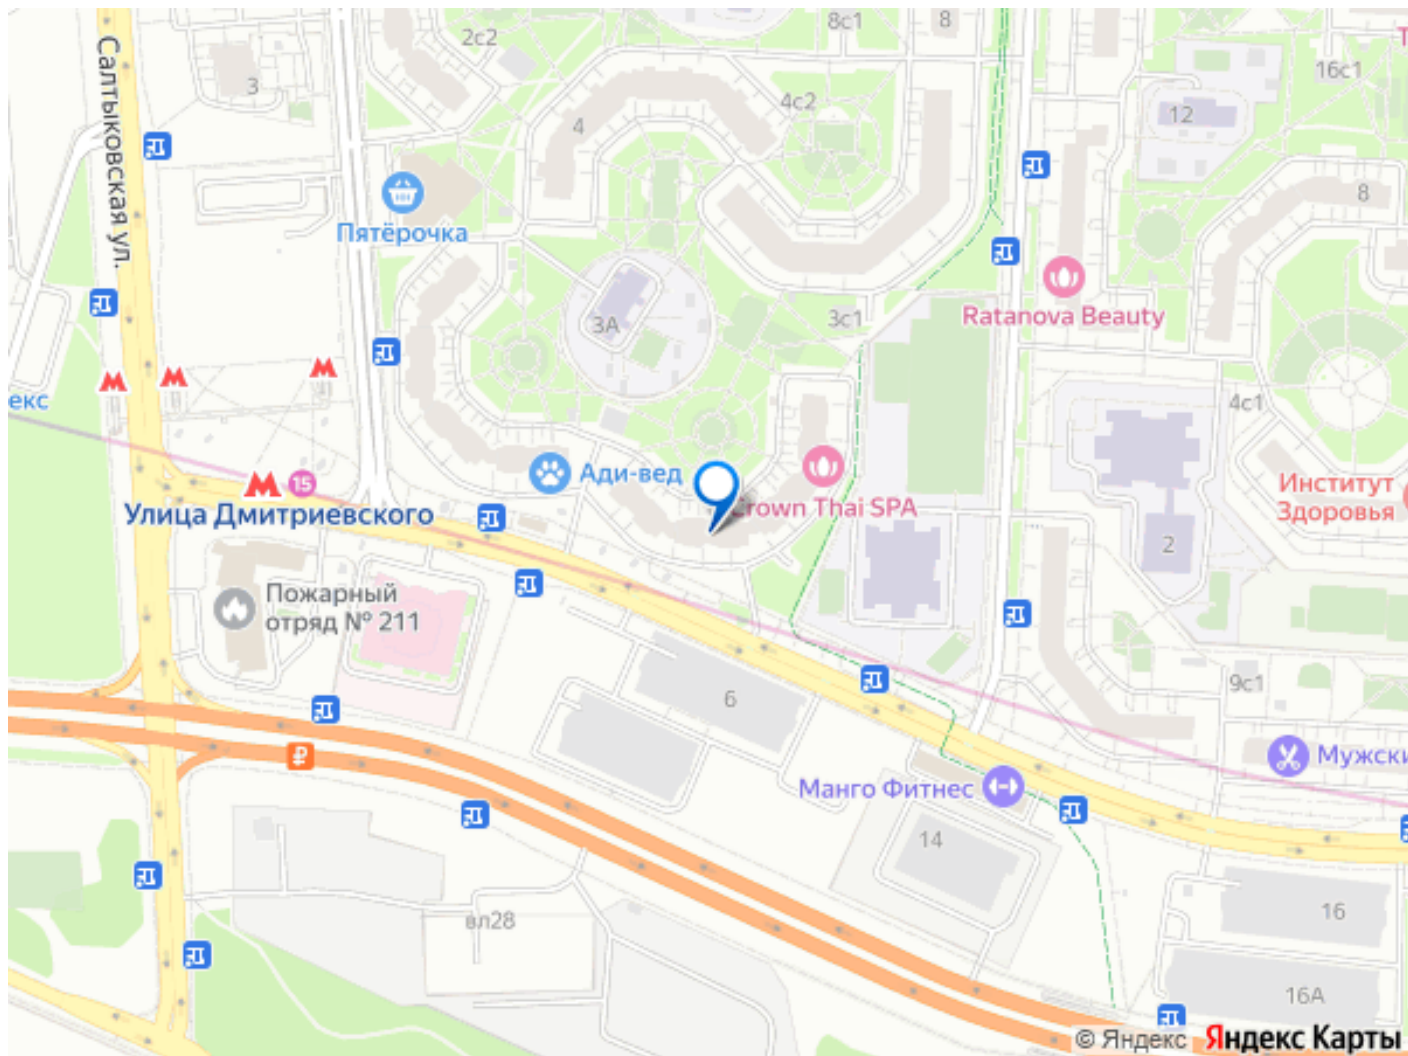 2с2
8с1
8
3
16с1
4с2
4
12
Салтыковская ул.
Пятёрочка
8
3А
3с1
Ratanova Beauty
екс
4с1
Ади-вед
15
Crown Thai SPA
Улица Дмитриевского
Институт
Здоровья
2
Пожарный
отряд № 211
6
9с1
Мужски
Манго Фитнес
14
вл28
16
16А
© Яндекс Яндекс Карты